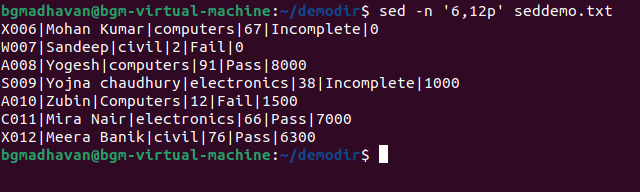 bgmadhavan@bgm-virtual-machine:~/demodir$ sed -n '6,12p' seddemo.txt
X006|Mohan Kumar|computers|67|Incomplete|0
W007|Sandeep|civil|2|Fail|0
A008|Yogesh|computers|91|Pass|8000
S009|Yojna chaudhury|electronics|38|Incomplete|1000
A010|Zubin|Computers|12|Fail|1500
C011|Mira Nair|electronics|66|Pass|7000
X012|Meera Banik|civil|76|Pass|6300
bgmadhavan@bgm-virtual-machine:~/demodir$